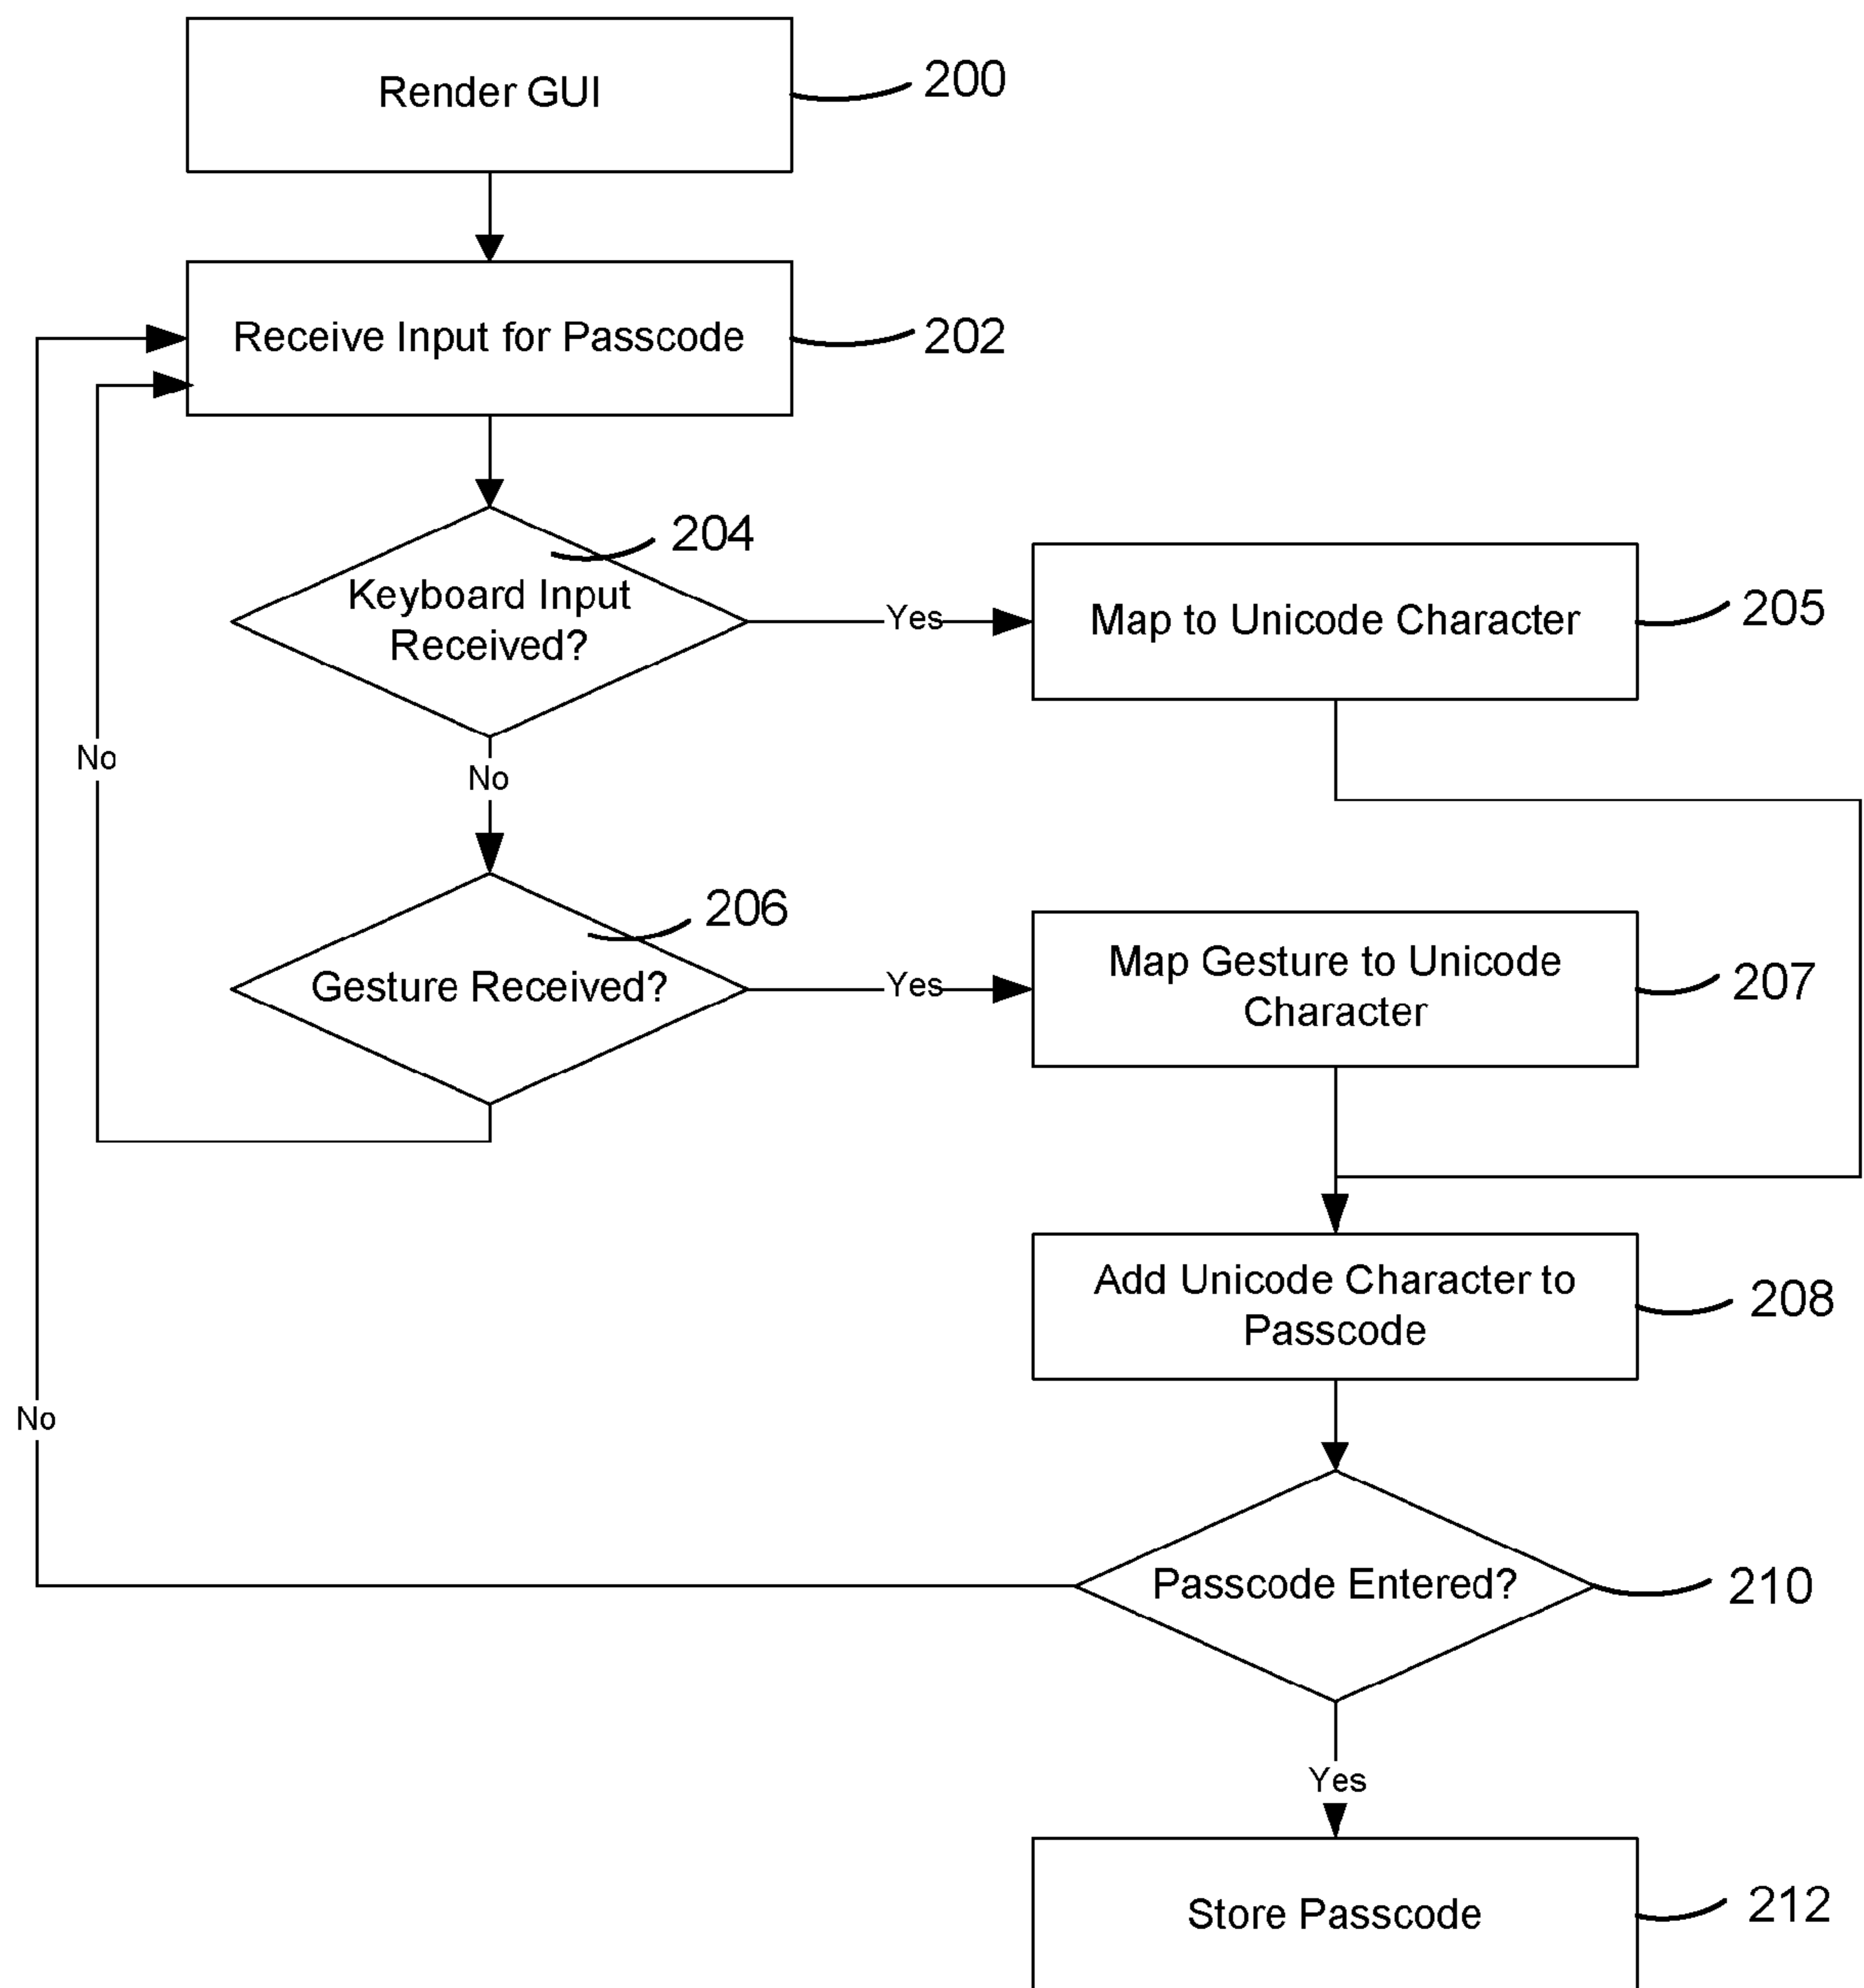 Render GUI
200
Receive Input for Passcode
202
204
Keyboard Input
Received?
Yes
Map to Unicode Character
205
No
No
206
Gesture Received?
Yes
Map Gesture to Unicode
Character
207
Add Unicode Character to
Passcode
208
No
Passcode Entered?
210
Yes
Store Passcode
212